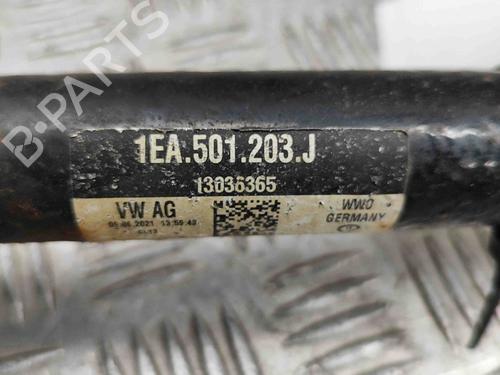 B-PARTS
1EA.501.203.J
13036365
VW AG
WWO
GERMANY